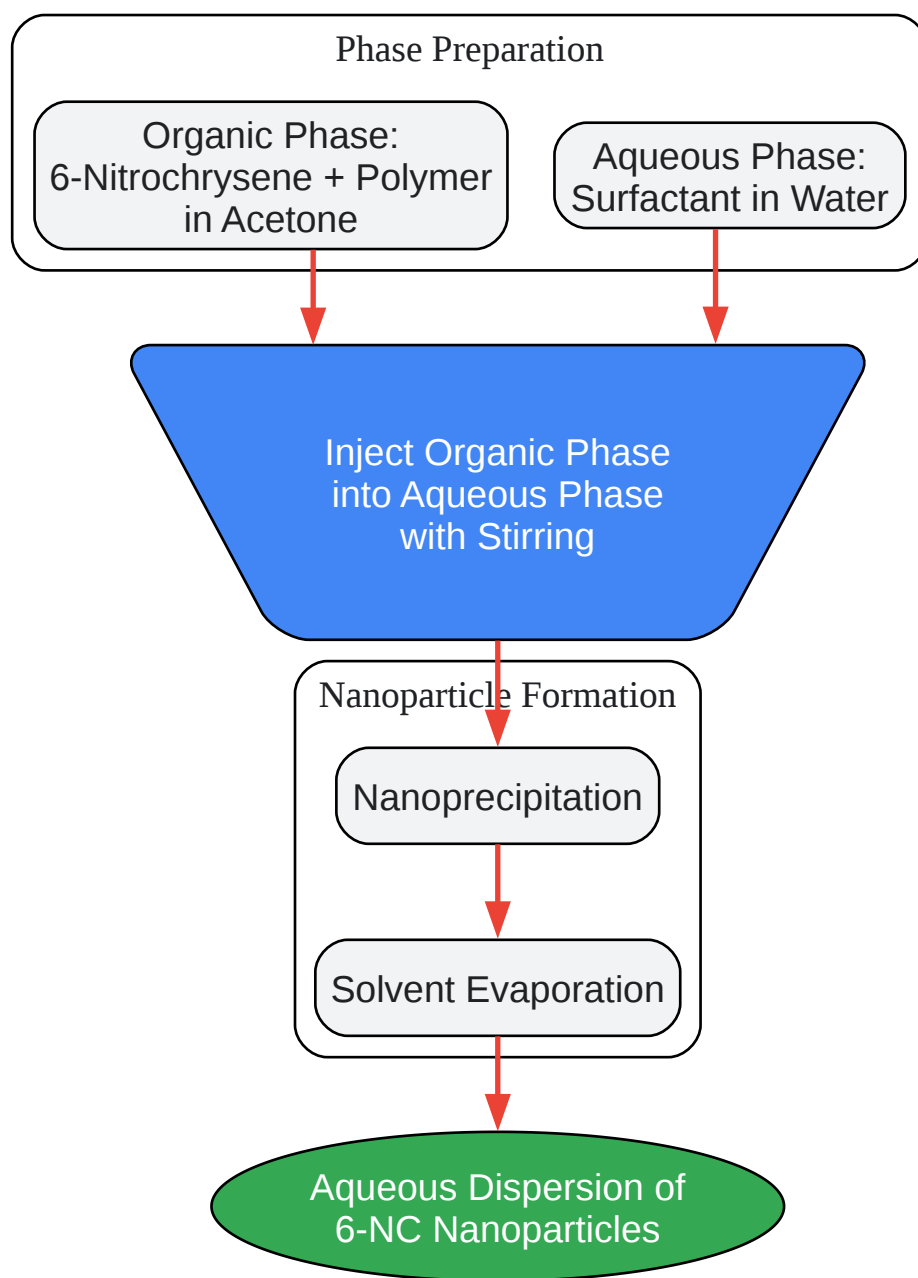 Phase Preparation
Organic Phase:
6-Nitrochrysene + Polymer
in Acetone
Aqueous Phase:
Surfactant in Water
Inject Organic Phase
into Aqueous Phase
with Stirring
Nanoparticle Formation
Nanoprecipitation
Solvent Evaporation
Aqueous Dispersion of
6-NC Nanoparticles